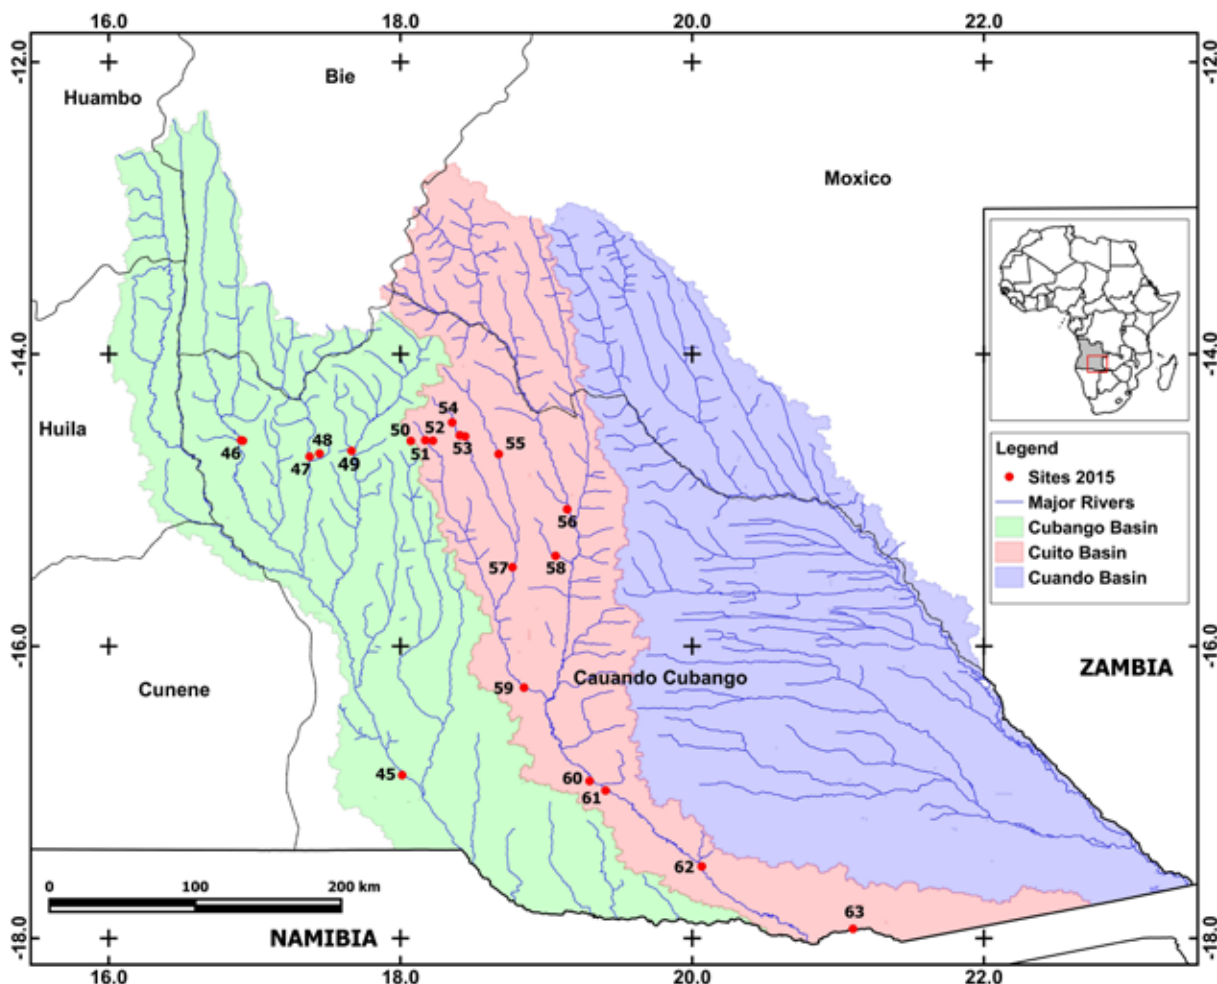 16.0 18.0 20.0 22.0
-12.0 -12.0
Bie
Huambo
Moxico
-14.0 -14.0
Huila
54
50 52 53
51
55
48
46
47 49
56
57 58
Legend
Sites 2015
Major Rivers
Cubango Basin
Cuito Basin
Cuando Basin
-16.0 -16.0
ZAMBIA
Cunene
59 Cauando Cubango
45 60
61
62
0 100 200 km
63
NAMIBIA
-18.0 -18.0
16.0 18.0 20.0 22.0